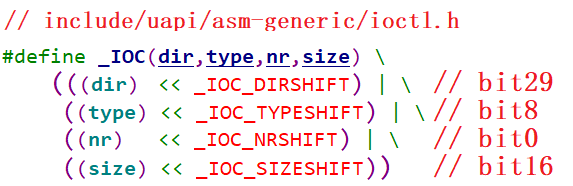 // include/uapi/asm-generic/ioctl.h
#define _IOC(dir,type,nr,size) \
(((dir) << _IOC_DIRSHIFT) | \ // bit29
((type) << _IOC_TYPESHIFT) | \ // bit8
((nr) << _IOC_NRSHIFT) | \ // bit0
((size) << _IOC_SIZESHIFT)) // bit16